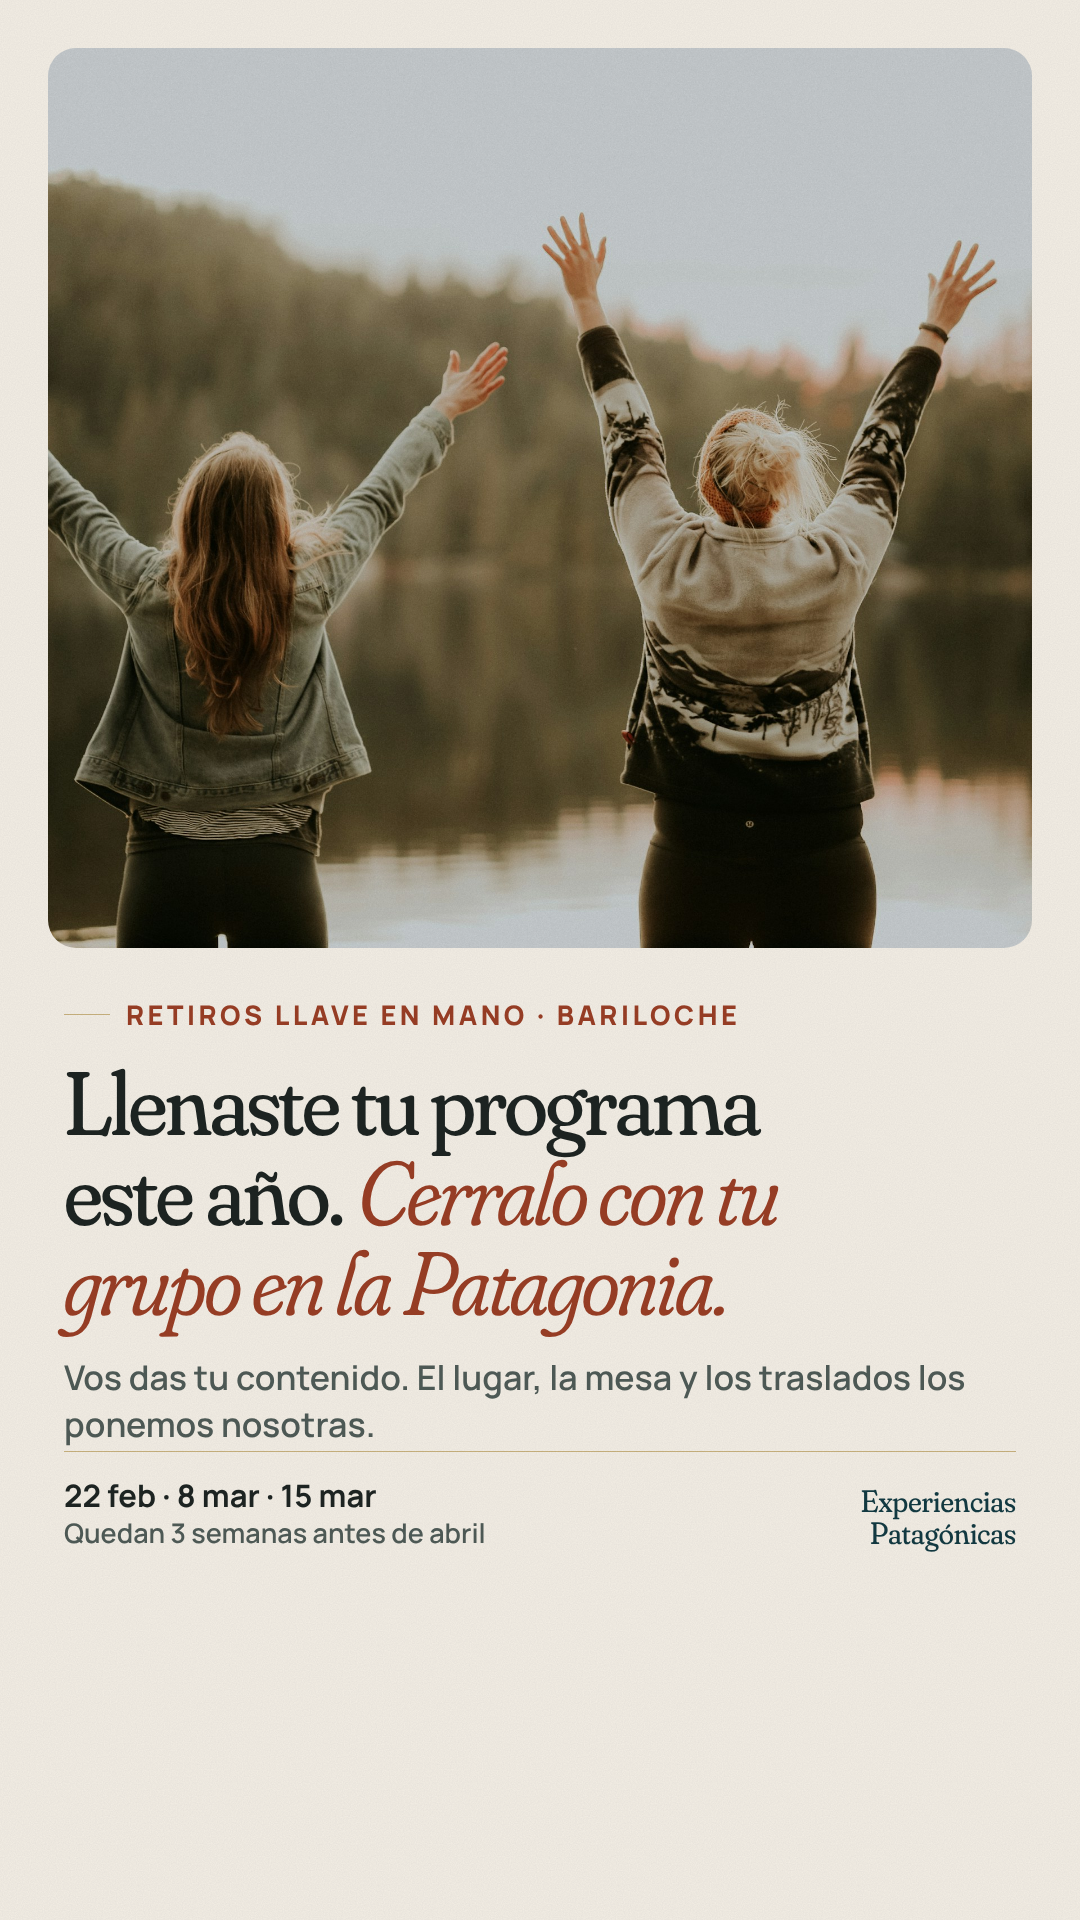 RETIROS LLAVE EN MANO · BARILOCHE
Llenaste tu programa
este año. Cerralo con tu
grupo en la Patagonia.
Vos das tu contenido. El lugar, la mesa y los traslados los
ponemos nosotras.
22 feb · 8 mar · 15 mar
Quedan 3 semanas antes de abril
Experiencias
Patagónicas